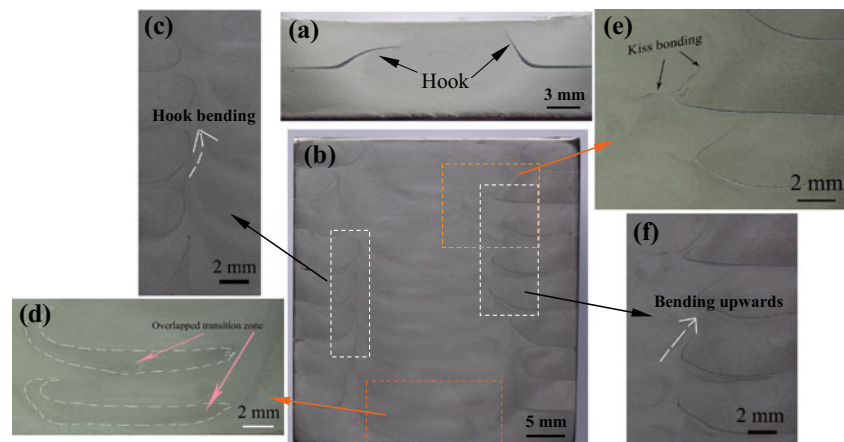 (c)
Hook bending
2 mm
(a)
Hook
3 mm
(e)
Kiss bonding
2 mm
(b)
5 mm
(d)
Overlapped transition zone
2 mm
(f)
Bending upwards
2 mm